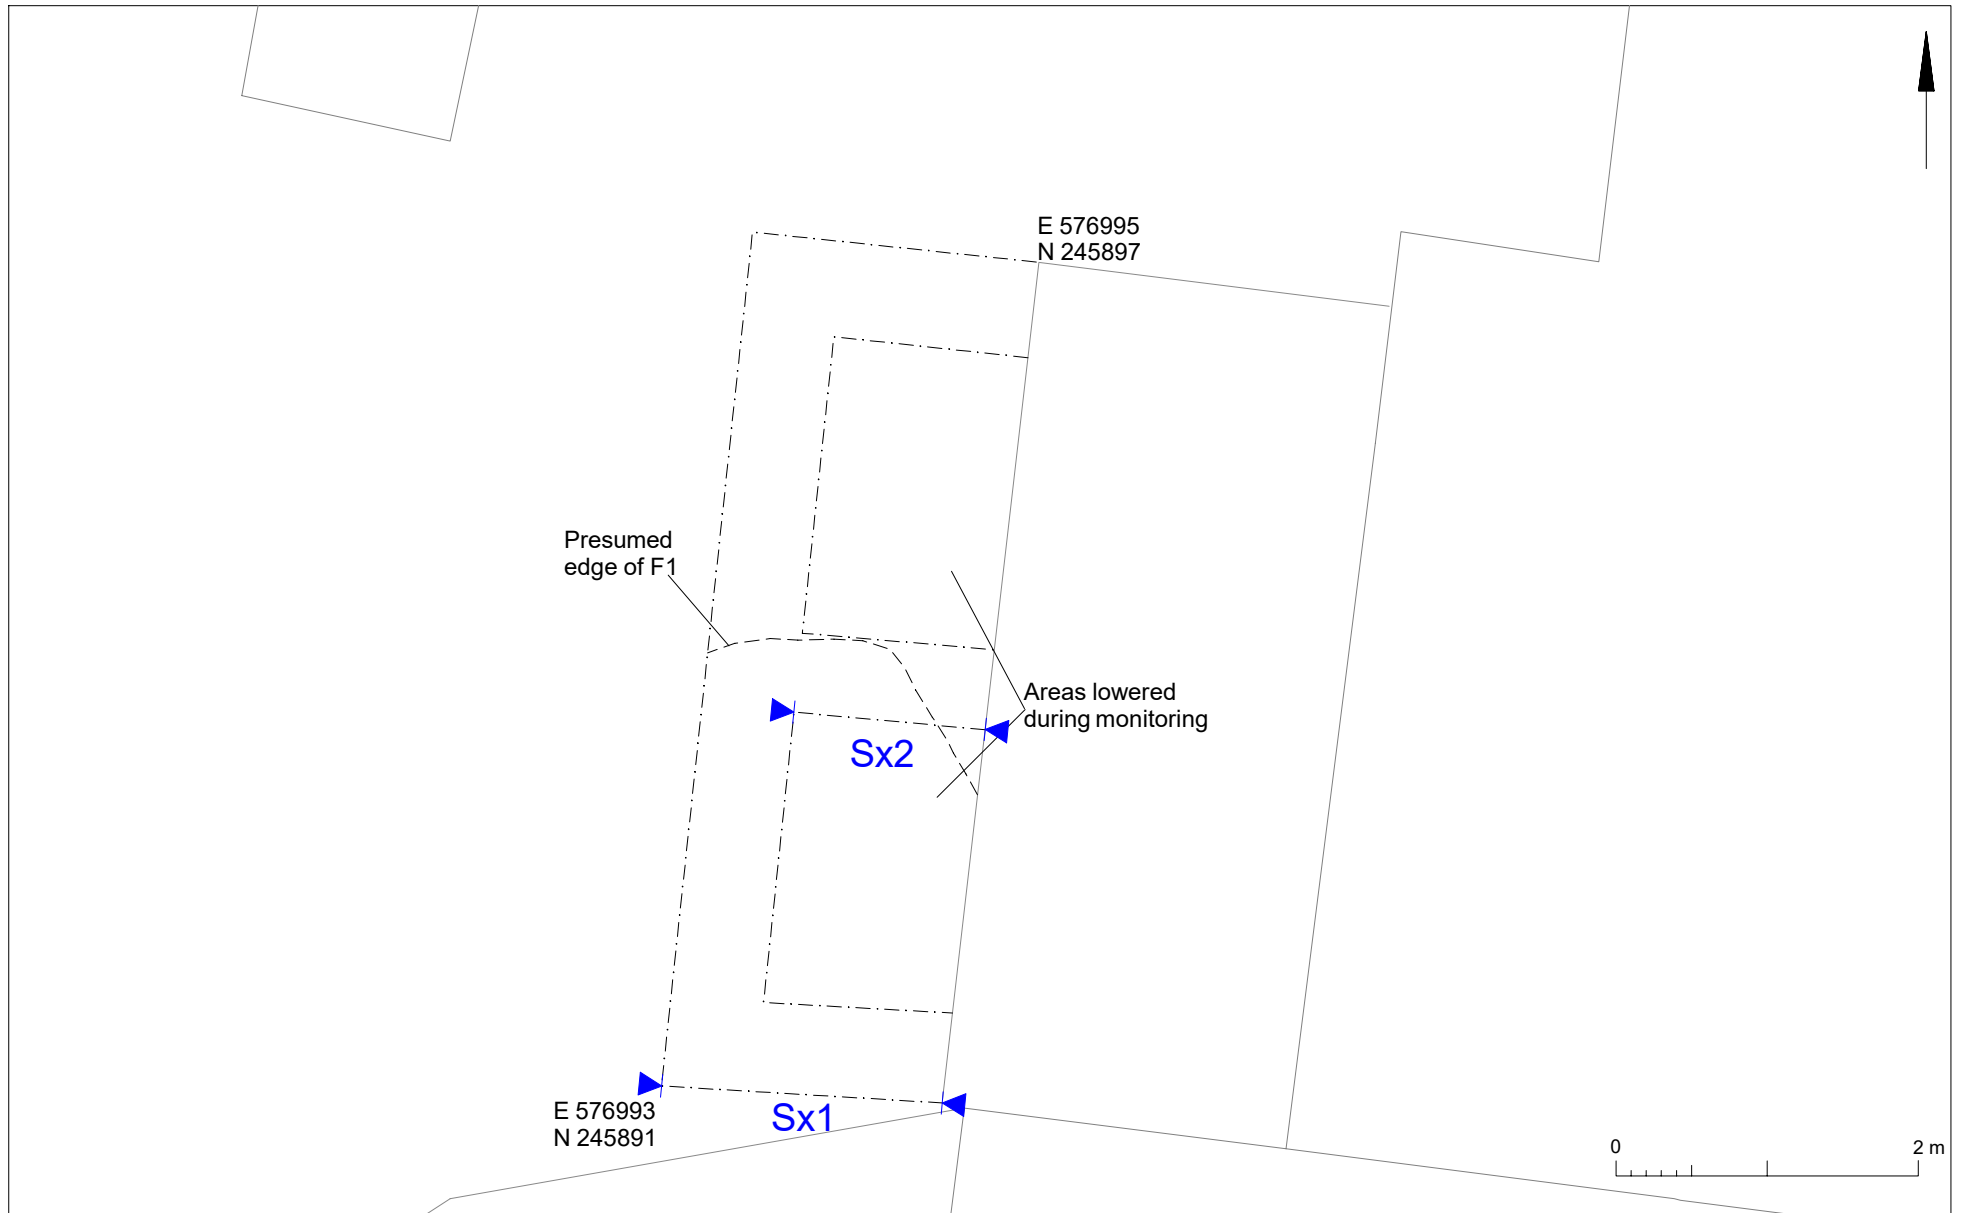 E 576995
N 245897
Presumed
edge of F1
Areas lowered
during monitoring
Sx2
E 576993
N 245891
Sx1
0
2 m